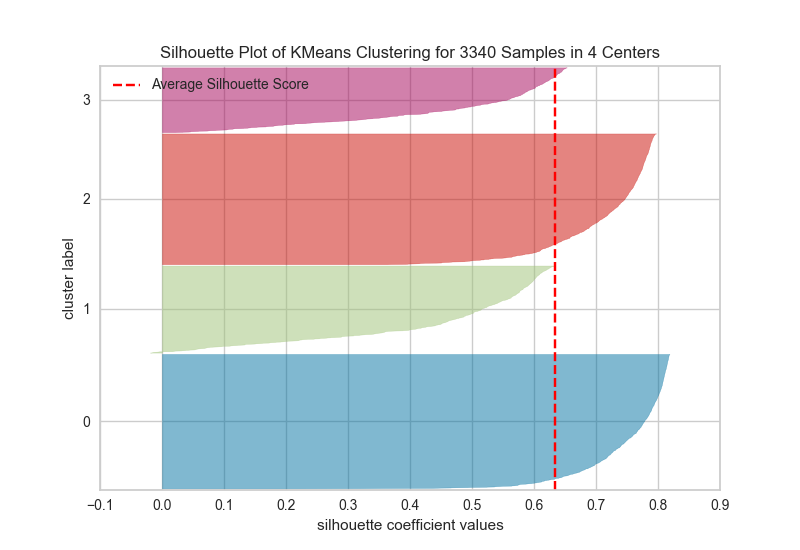 Silhouette Plot of KMeans Clustering for 3340 Samples in 4 Centers
Average Silhouette Score
3
2
1
0
cluster label
−0.1 0.0 0.1 0.2 0.3 0.4 0.5 0.6 0.7 0.8 0.9
silhouette coefficient values